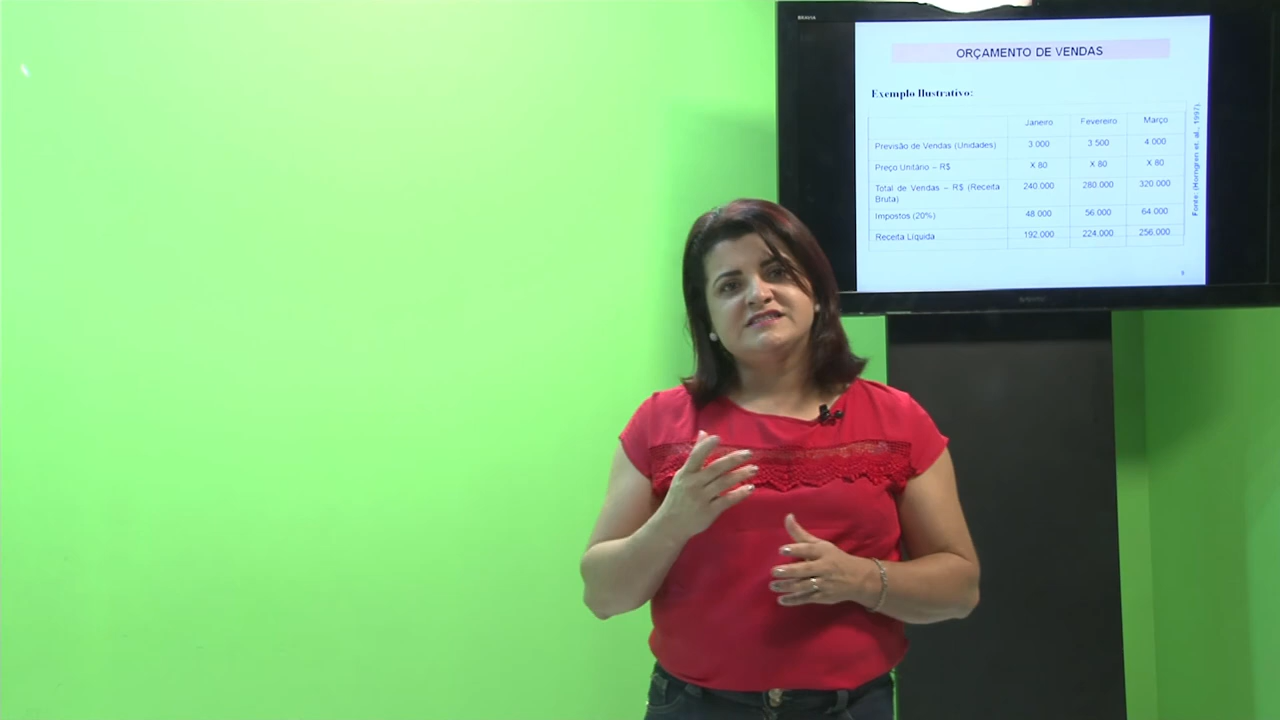 BRAVIA
ORÇAMENTO DE VENDAS
Exemplo Ilustrativo:
Janeiro Fevereiro Março
Previsão de Vendas (Unidades) 3.000 3.500 4.000
Preço Unitário – R$ X 80 X 80 X 80
Total de Vendas – R$ (Receita Bruta) 240.000 280.000 320.000
Impostos (20%) 48.000 56.000 64.000
Receita Líquida 192.000 224.000 256.000
Fonte: (Horngren et. al., 1997).